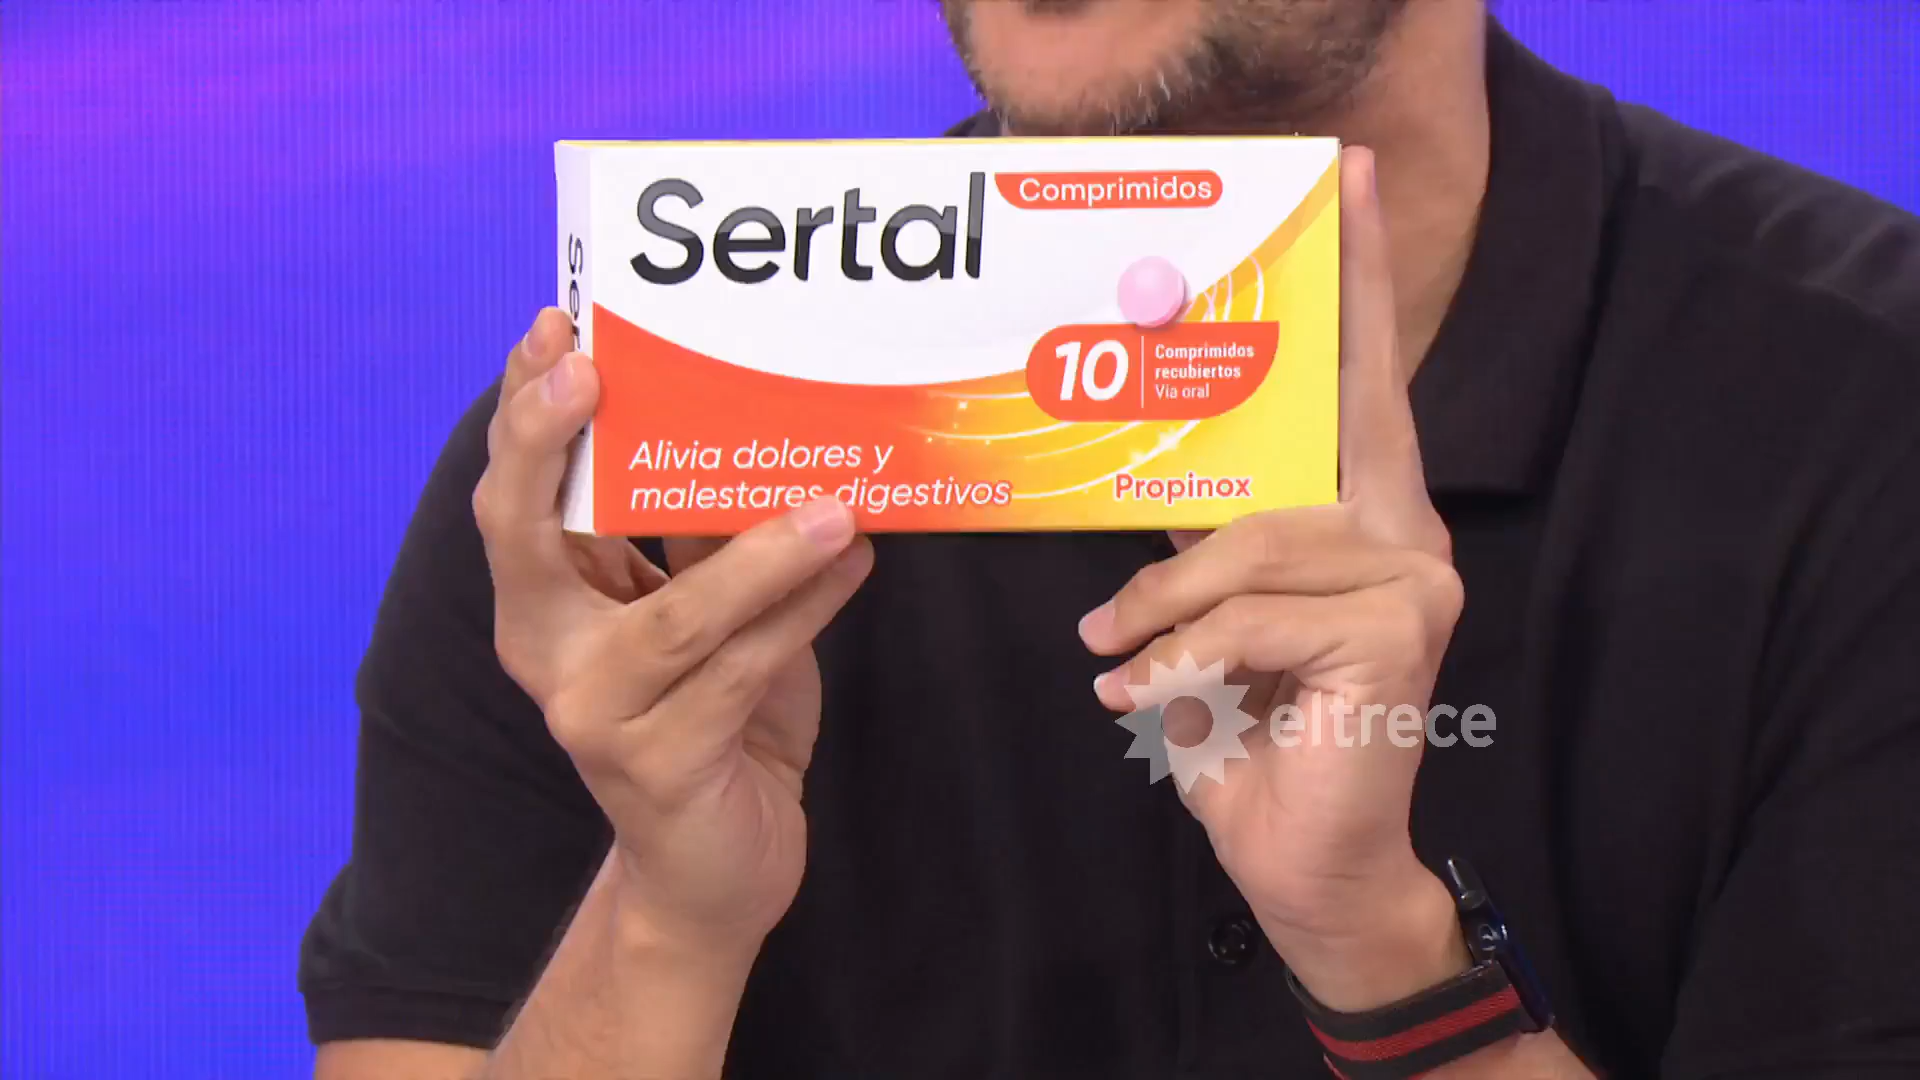 Sertal
Comprimidos
10
Comprimidos
recubiertos
Vía oral
Alivia dolores y
malestares digestivos
Propinox
eltrece